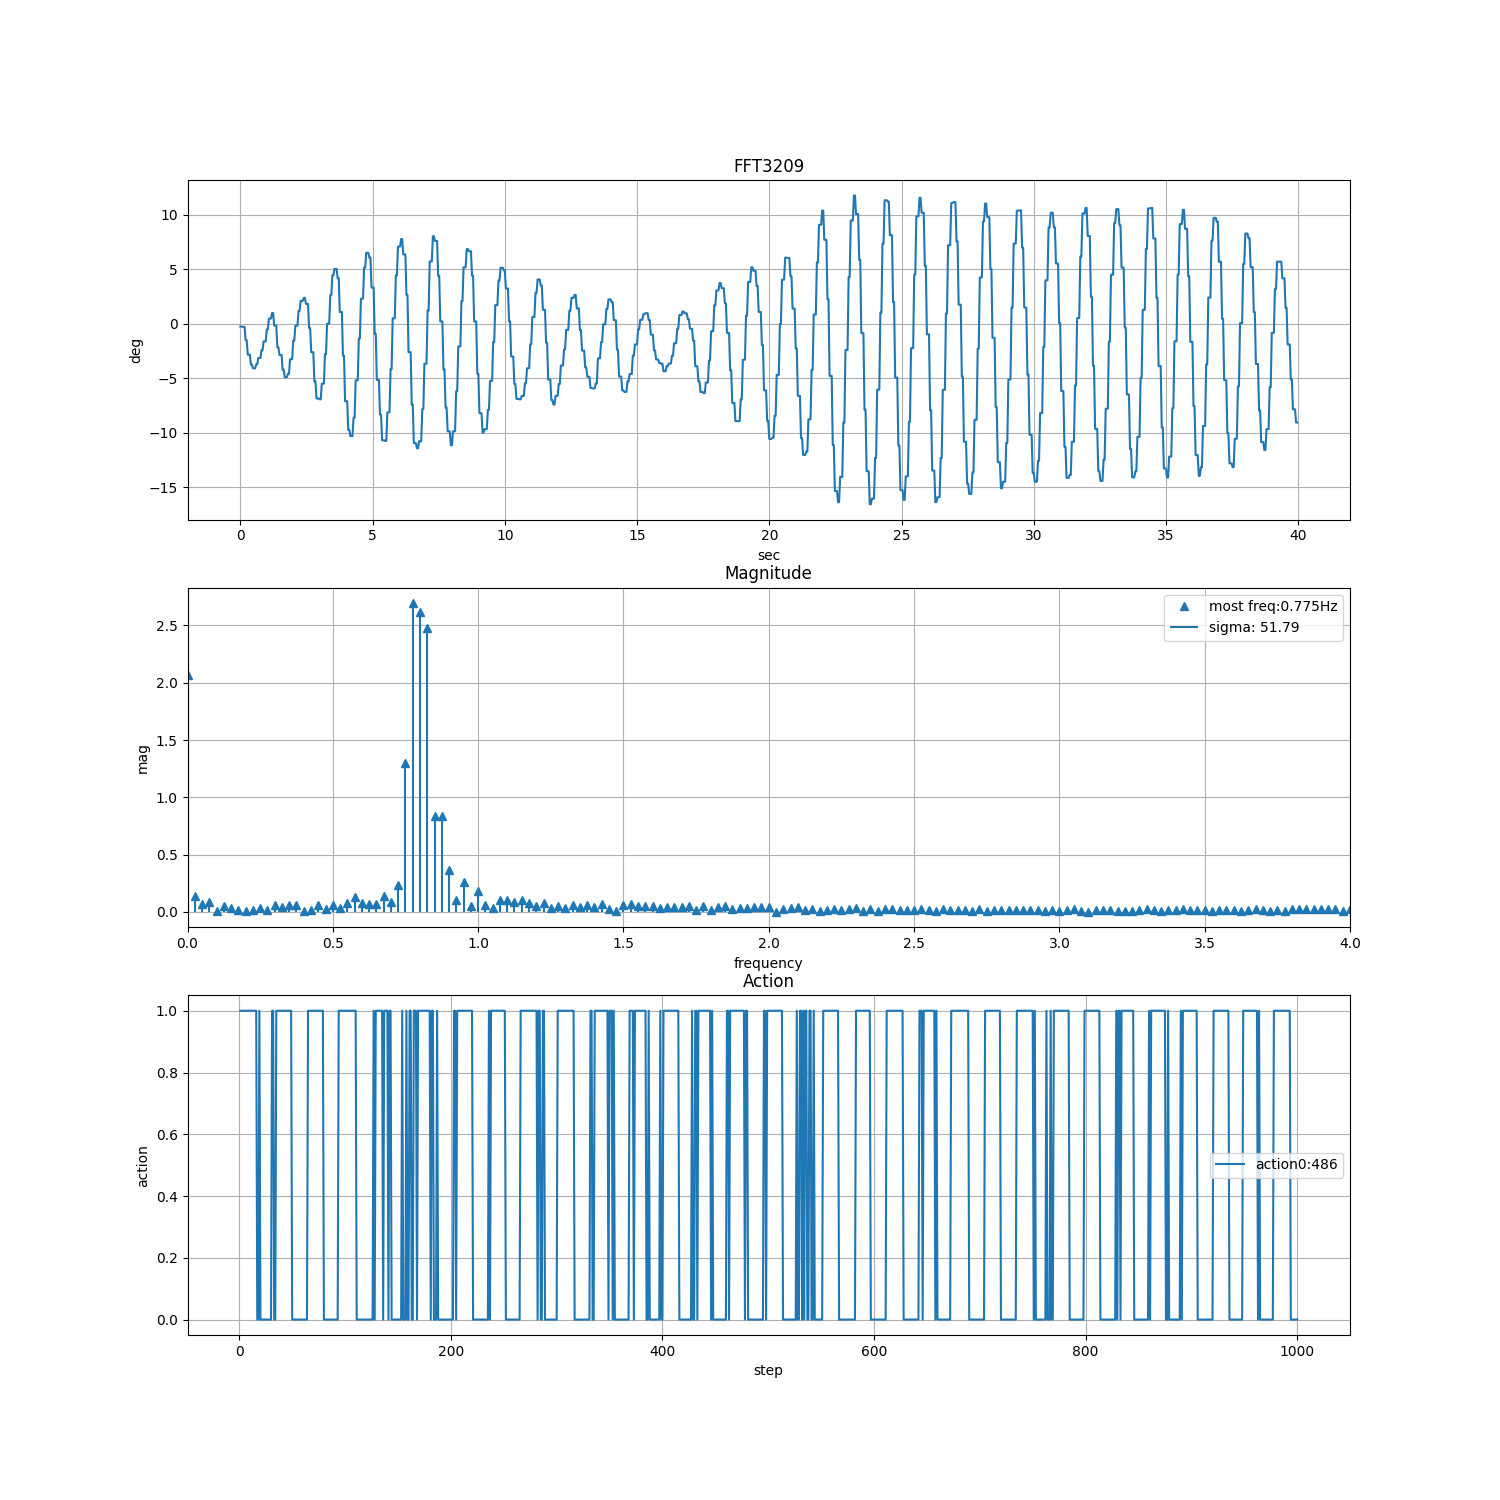 FFT3209
10
5
0
−5
−10
−15
deg
0 5 10 15 20 25 30 35 40
sec
Magnitude
most freq:0.775Hz
sigma: 51.79
2.5
2.0
1.5
1.0
0.5
0.0
mag
0.0 0.5 1.0 1.5 2.0 2.5 3.0 3.5 4.0
frequency
Action
1.0
0.8
0.6
0.4
0.2
0.0
action
action0:486
0 200 400 600 800 1000
step